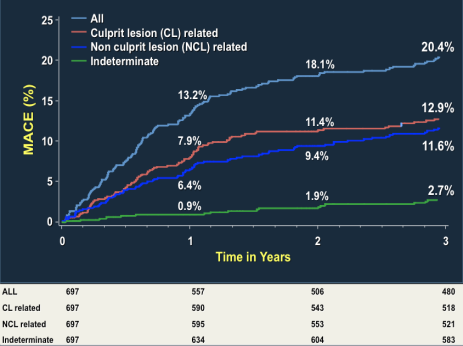 All
Culprit lesion (CL) related
Non culprit lesion (NCL) related
Indeterminate
MACE (%)
25
20
15
10
5
0
20.4%
18.1%
13.2%
12.9%
11.4%
7.9%
11.6%
9.4%
6.4%
2.7%
1.9%
0.9%
0 1 2 3
Time in Years
ALL 697 557 506 480
CL related 697 590 543 518
NCL related 697 595 553 521
Indeterminate 697 634 604 583